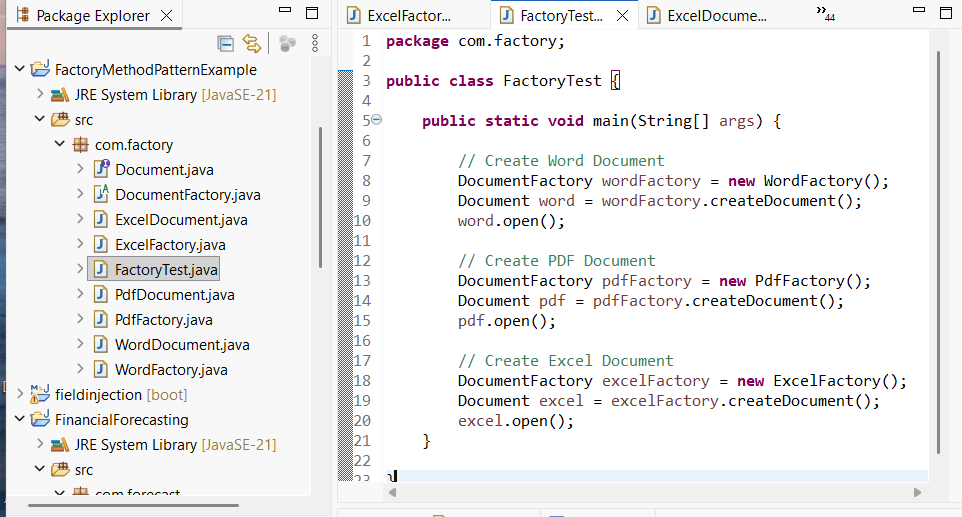 Package Explorer
FactoryMethodPatternExample
JRE System Library [JavaSE-21]
src
com.factory
Document.java
DocumentFactory.java
ExcelDocument.java
ExcelFactory.java
FactoryTest.java
PdfDocument.java
PdfFactory.java
WordDocument.java
WordFactory.java
fieldinjection [boot]
FinancialForecasting
JRE System Library [JavaSE-21]
src
com.forecast
ExcelFactor...
FactoryTest...
ExcelDocume...
»44
1 package com.factory;
2
3 public class FactoryTest {
4
5 public static void main(String[] args) {
6
7 // Create Word Document
8 DocumentFactory wordFactory = new WordFactory();
9 Document word = wordFactory.createDocument();
10 word.open();
11
12 // Create PDF Document
13 DocumentFactory pdfFactory = new PdfFactory();
14 Document pdf = pdfFactory.createDocument();
15 pdf.open();
16
17 // Create Excel Document
18 DocumentFactory excelFactory = new ExcelFactory();
19 Document excel = excelFactory.createDocument();
20 excel.open();
21 }
22
23 }